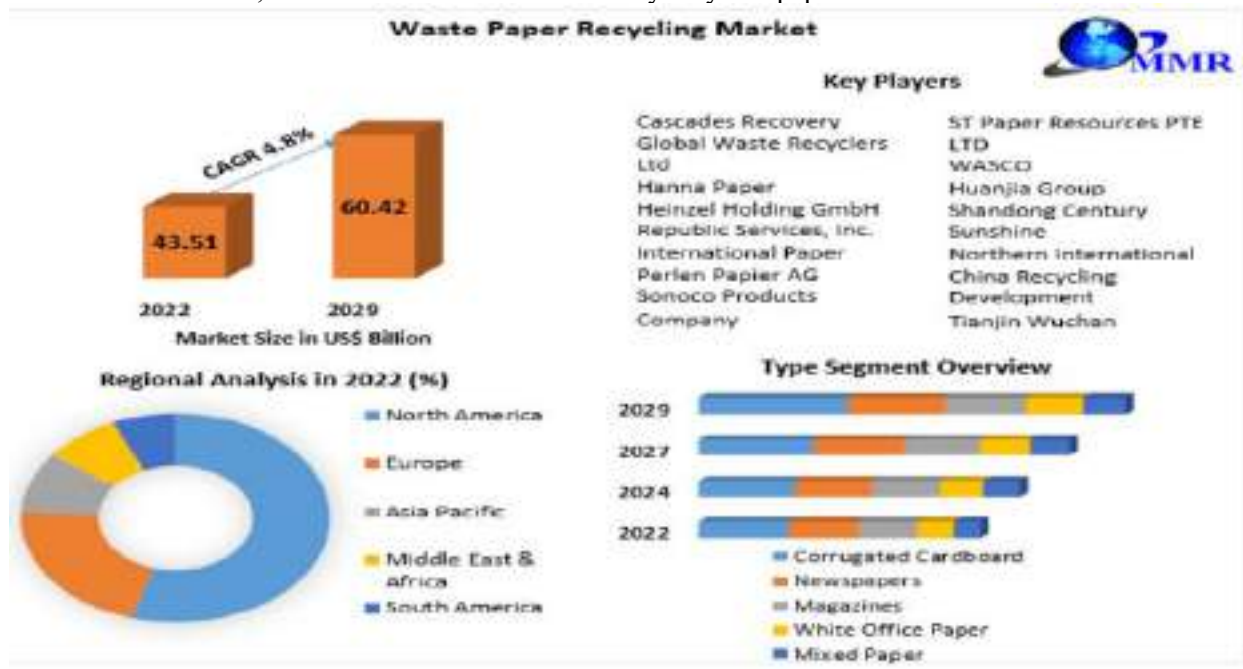 Waste Paper Recycling Market
MMR
CAGR 4.8%
43.51
60.42
2022
2029
Market Size in US$ Billion
Key Players
Cascades Recovery
Global Waste Recyclers
Ltd
Hanna Paper
Heinzel Holding GmbH
Republic Services, Inc.
International Paper
Perlen Papier AG
Sonoco Products
Company
ST Paper Resources PTE
LTD
WASCO
Huanjia Group
Shandong Century
Sunshine
Northern International
China Recycling
Development
Tianjin Wuchan
Regional Analysis in 2022 (%)
North America
Europe
Asia Pacific
Middle East &
Africa
South America
Type Segment Overview
2029
2027
2024
2022
Corrugated Cardboard
Newspapers
Magazines
White Office Paper
Mixed Paper